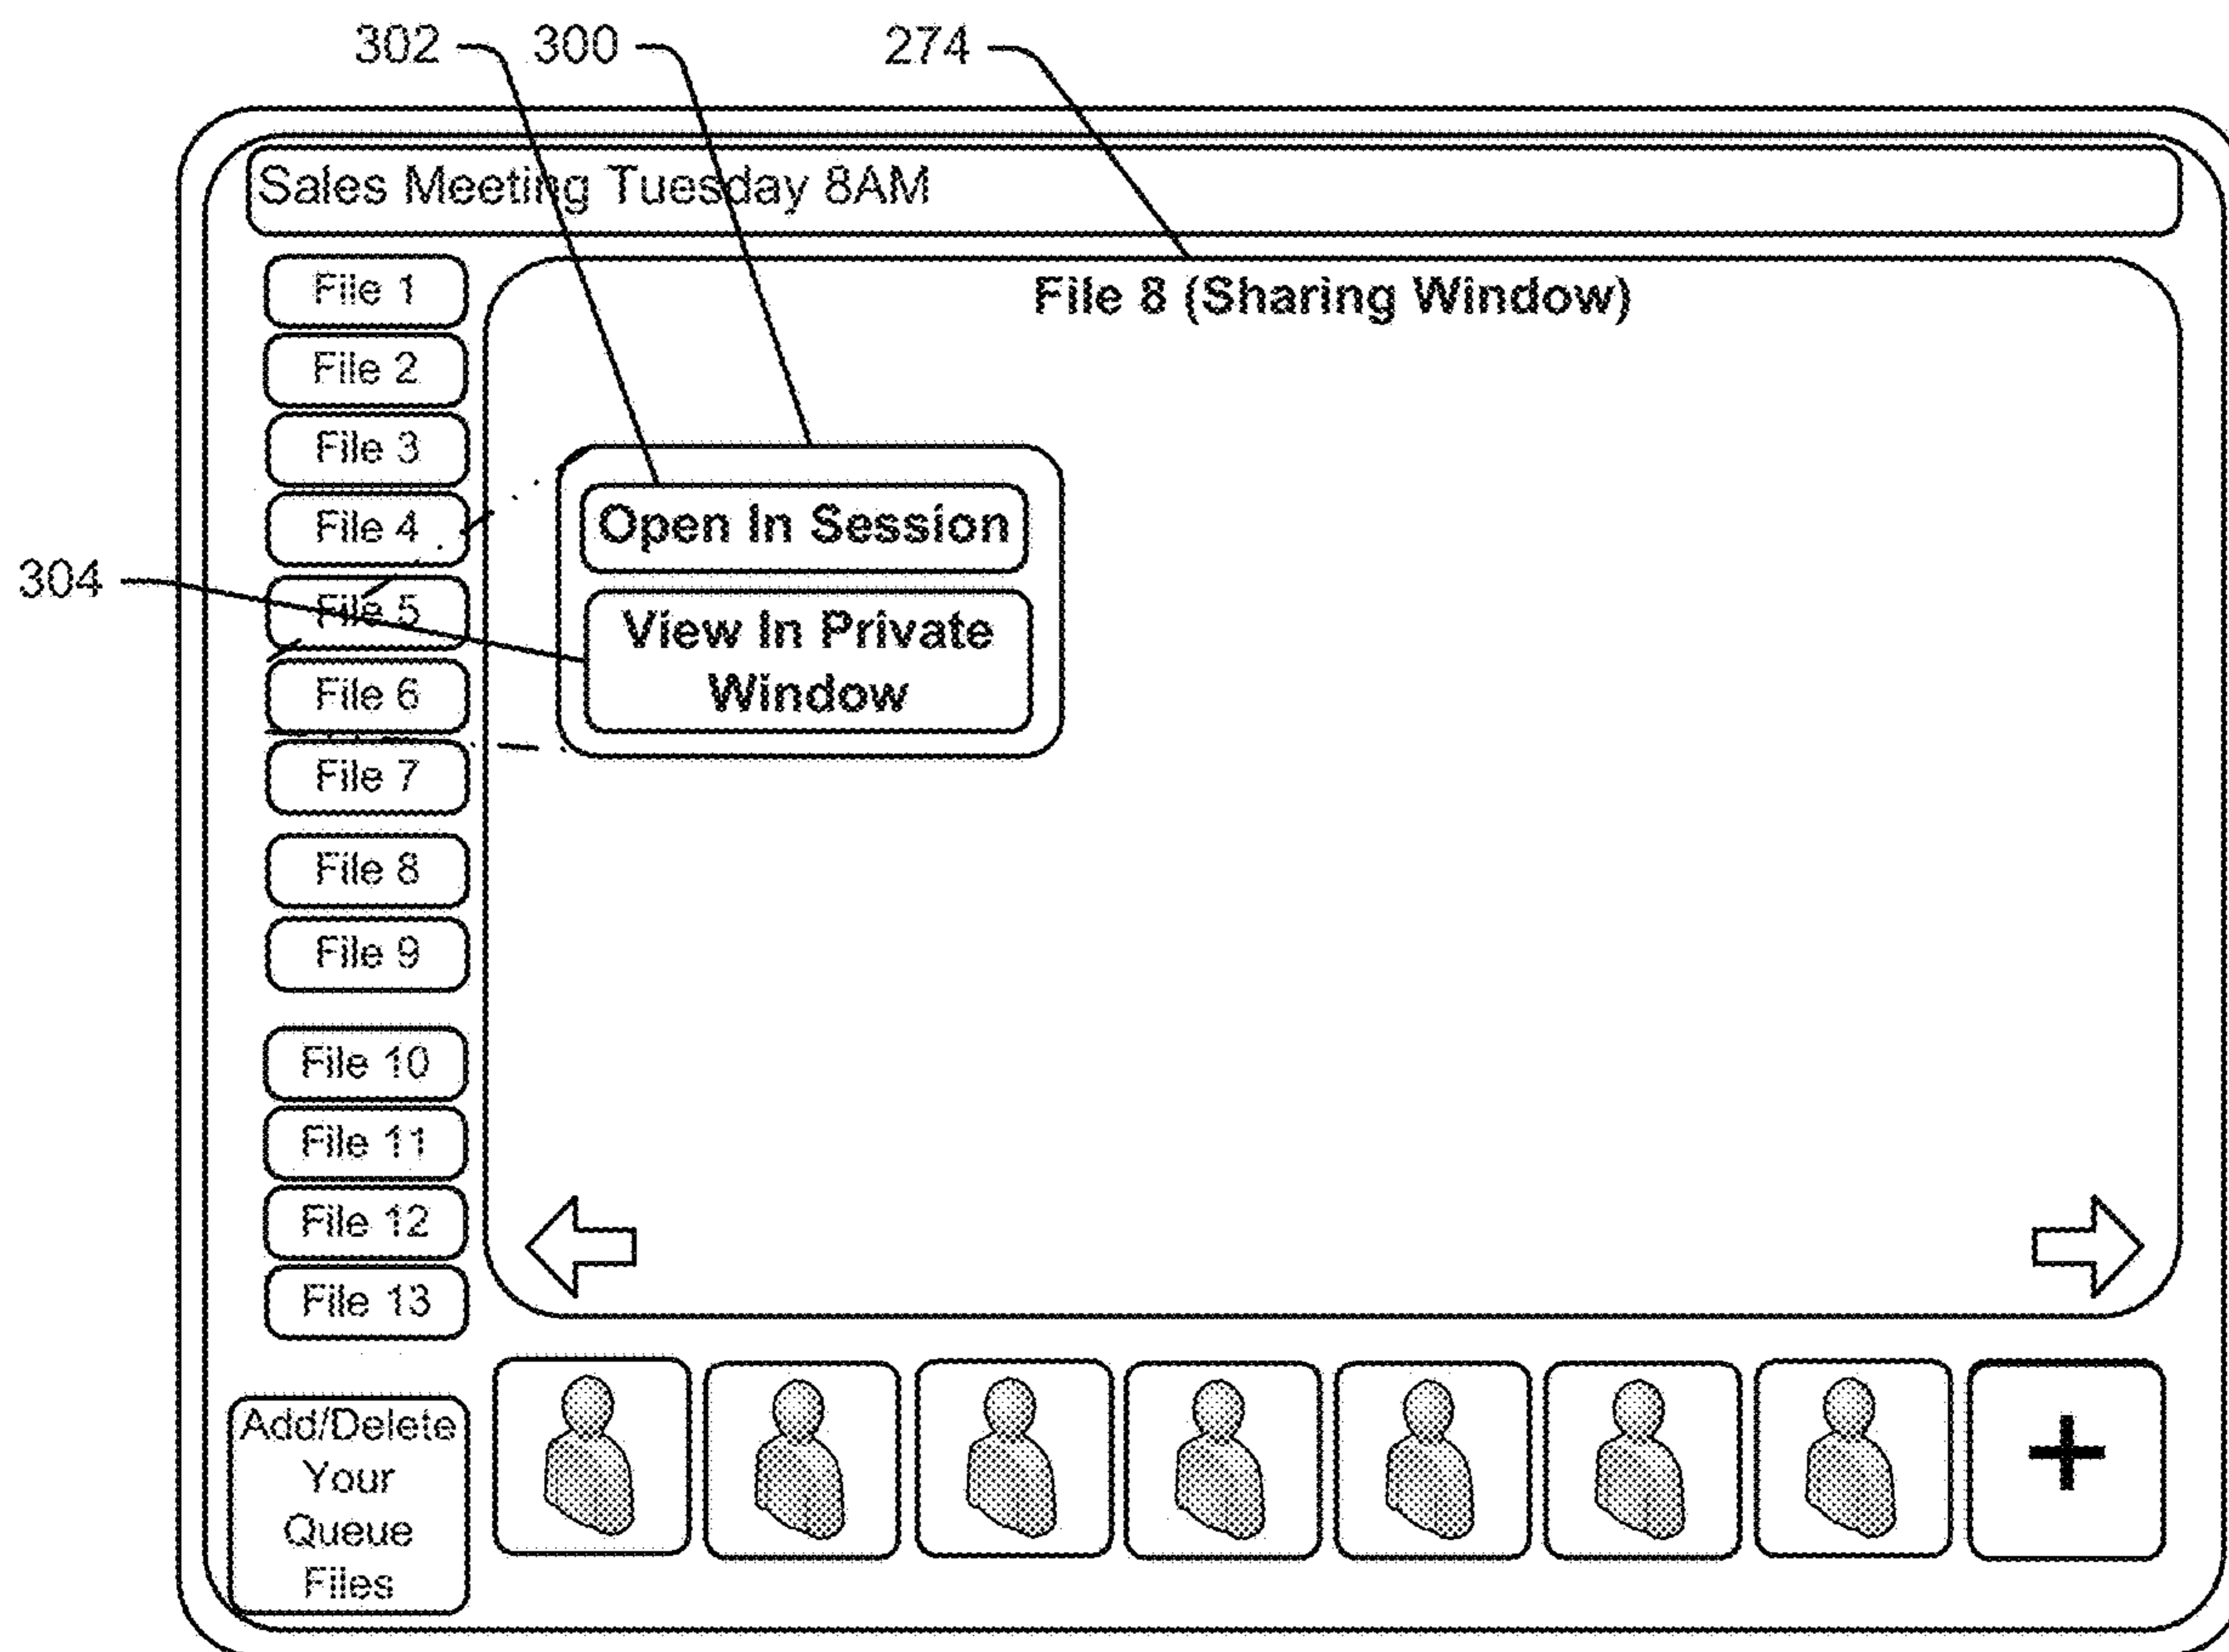 302
300
274
Sales Meeting Tuesday 8AM
File 1
File 2
File 3
File 4
304
File 5
File 6
File 7
File 8
File 9
File 10
File 11
File 12
File 13
Add/Delete
Your
Queue
Files
File 8 (Sharing Window)
Open In Session
View In Private
Window
+